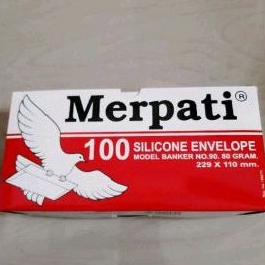 Merpati®
100 SILICONE ENVELOPE
MODEL BANKER NO.90. 80 GRAM.
229 X 110 mm.